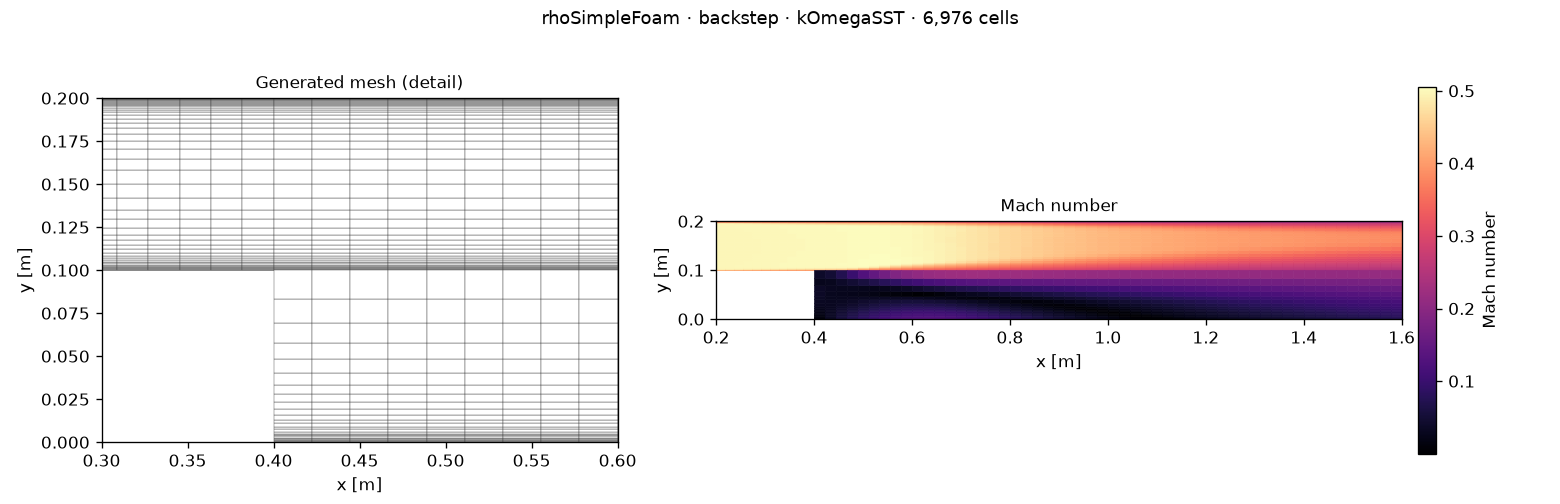 rhoSimpleFoam · backstep · kOmegaSST · 6,976 cells
Generated mesh (detail)
0.200
0.175
0.150
0.125
0.100
0.075
0.050
0.025
0.000
y [m]
0.30 0.35 0.40 0.45 0.50 0.55 0.60
x [m]
Mach number
0.2
0.1
0.0
y [m]
0.2 0.4 0.6 0.8 1.0 1.2 1.4 1.6
x [m]
0.5
0.4
0.3
0.2
0.1
Mach number